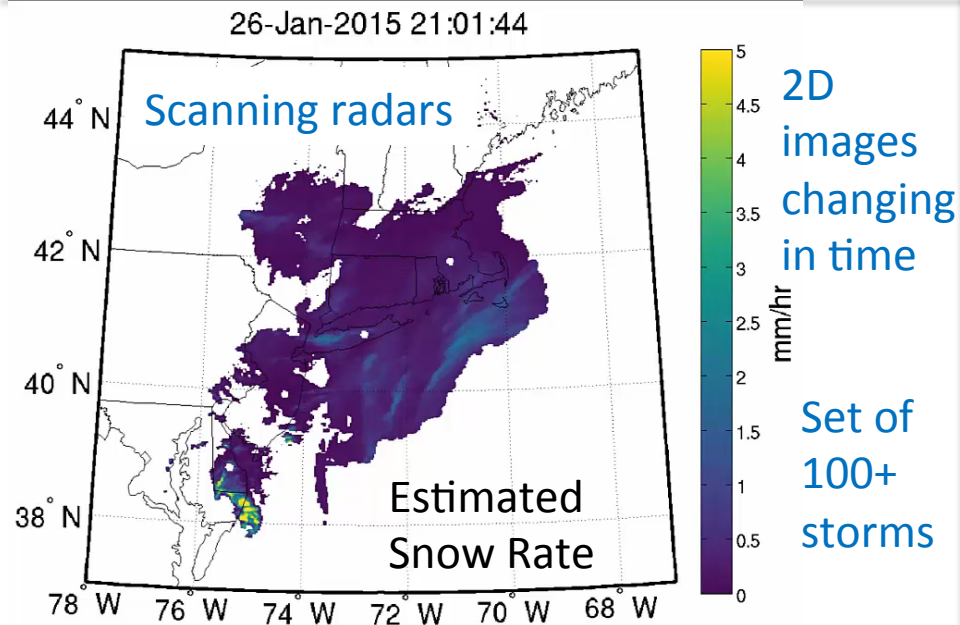 26-Jan-2015 21:01:44
Scanning radars
44° N
42° N
40° N
38° N
78° W
76° W
74° W
72° W
70° W
68° W
Estimated
Snow Rate
5
4.5
4
3.5
3
2.5
2
1.5
1
0.5
0
mm/hr
2D
images
changing
in time
Set of
100+
storms